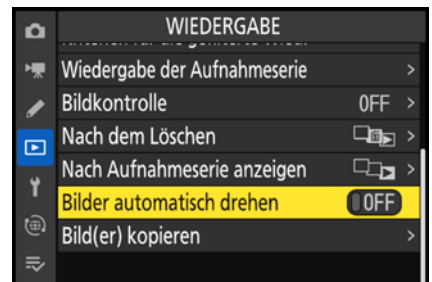 WIEDERGABE
Wiedergabe der Aufnahmeserie
Bildkontrolle OFF
Nach dem Löschen
Nach Aufnahmeserie anzeigen
Bilder automatisch drehen OFF
Bild(er) kopieren